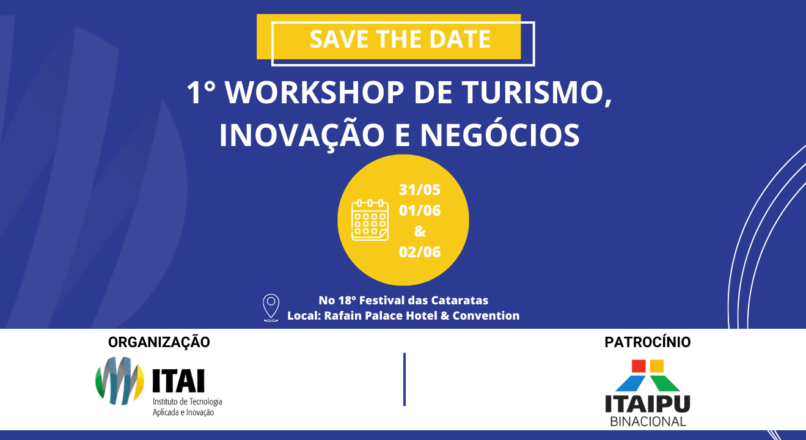 SAVE THE DATE
1° WORKSHOP DE TURISMO,
INOVAÇÃO E NEGÓCIOS
31/05
01/06
&
02/06
No 18° Festival das Cataratas
Local: Rafain Palace Hotel & Convention
ORGANIZAÇÃO
ITAI
Instituto de Tecnologia
Aplicada e Inovação
PATROCÍNIO
ITAIPU
BINACIONAL